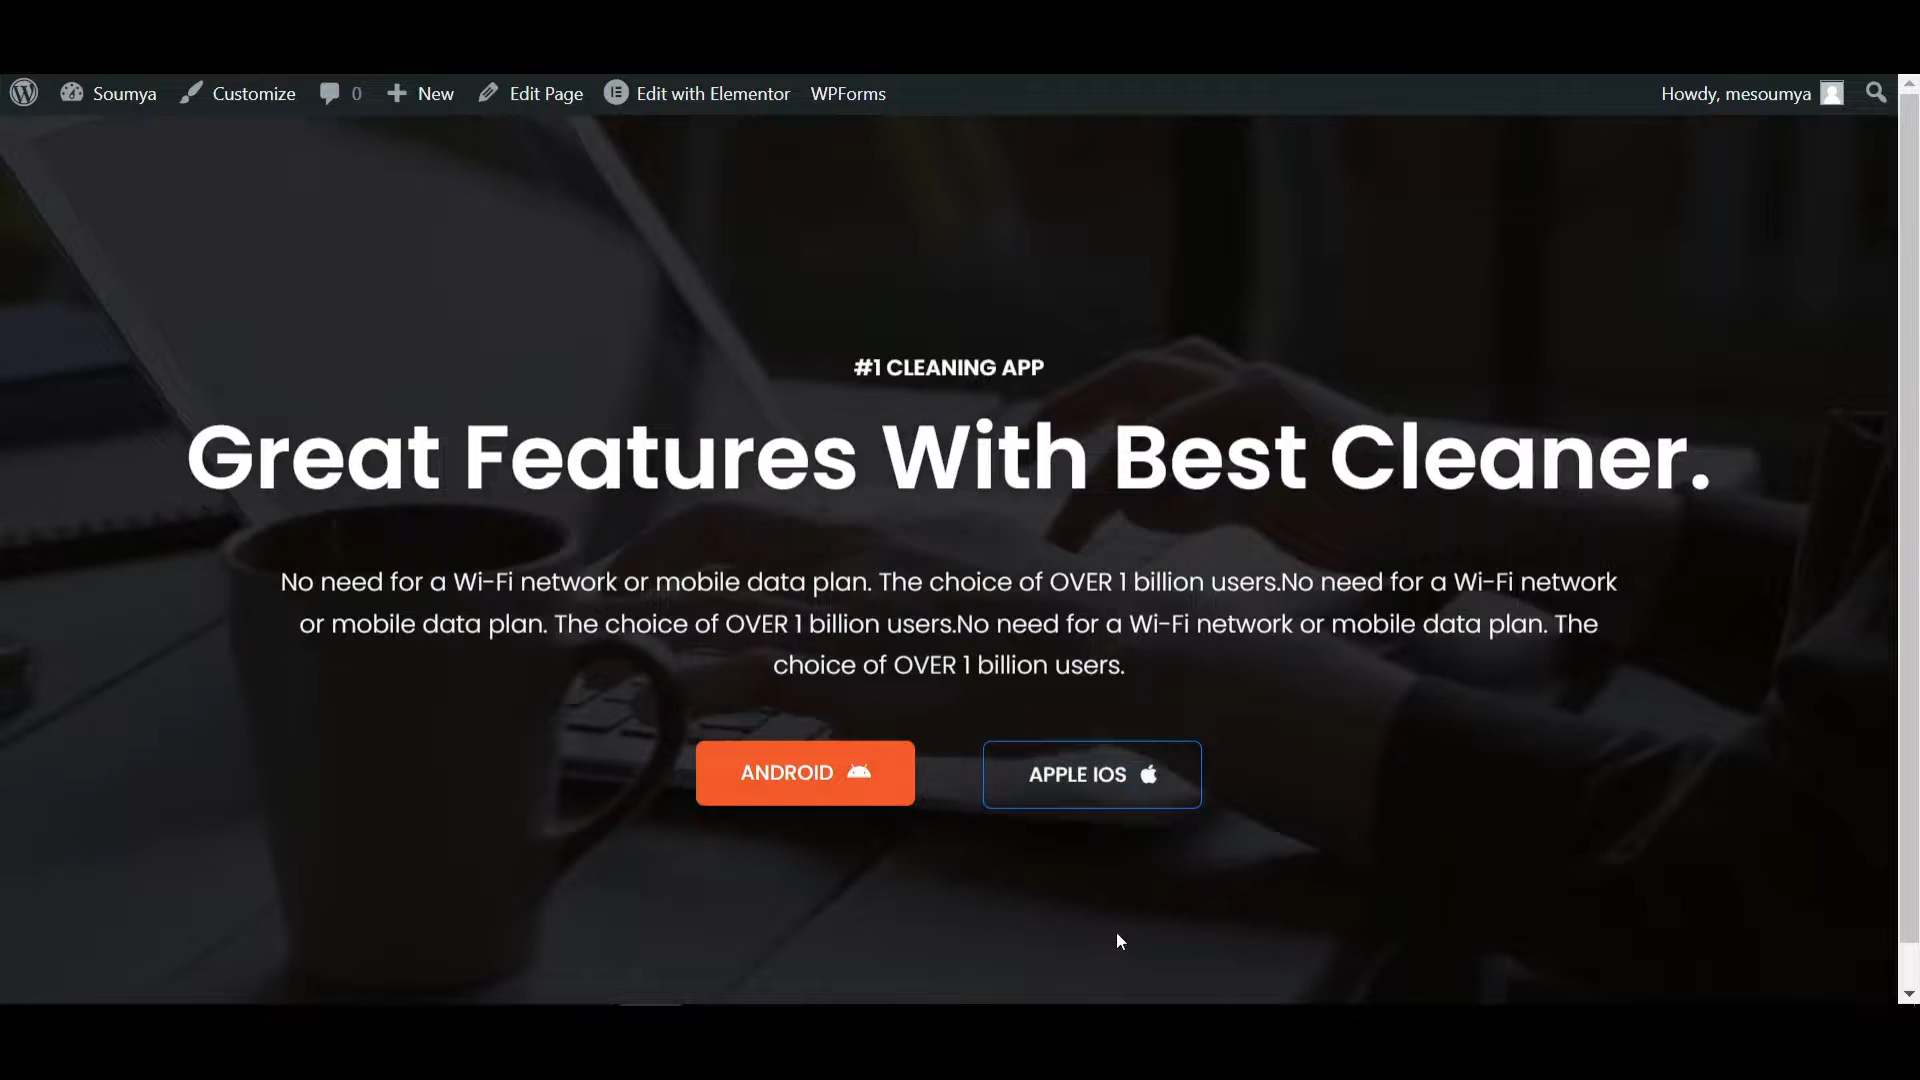 Soumya Customize 0 New Edit Page Edit with Elementor WPForms Howdy, mesoumya
#1 CLEANING APP
Great Features With Best Cleaner.
No need for a Wi-Fi network or mobile data plan. The choice of OVER 1 billion users.No need for a Wi-Fi network
or mobile data plan. The choice of OVER 1 billion users.No need for a Wi-Fi network or mobile data plan. The
choice of OVER 1 billion users.
ANDROID APPLE IOS